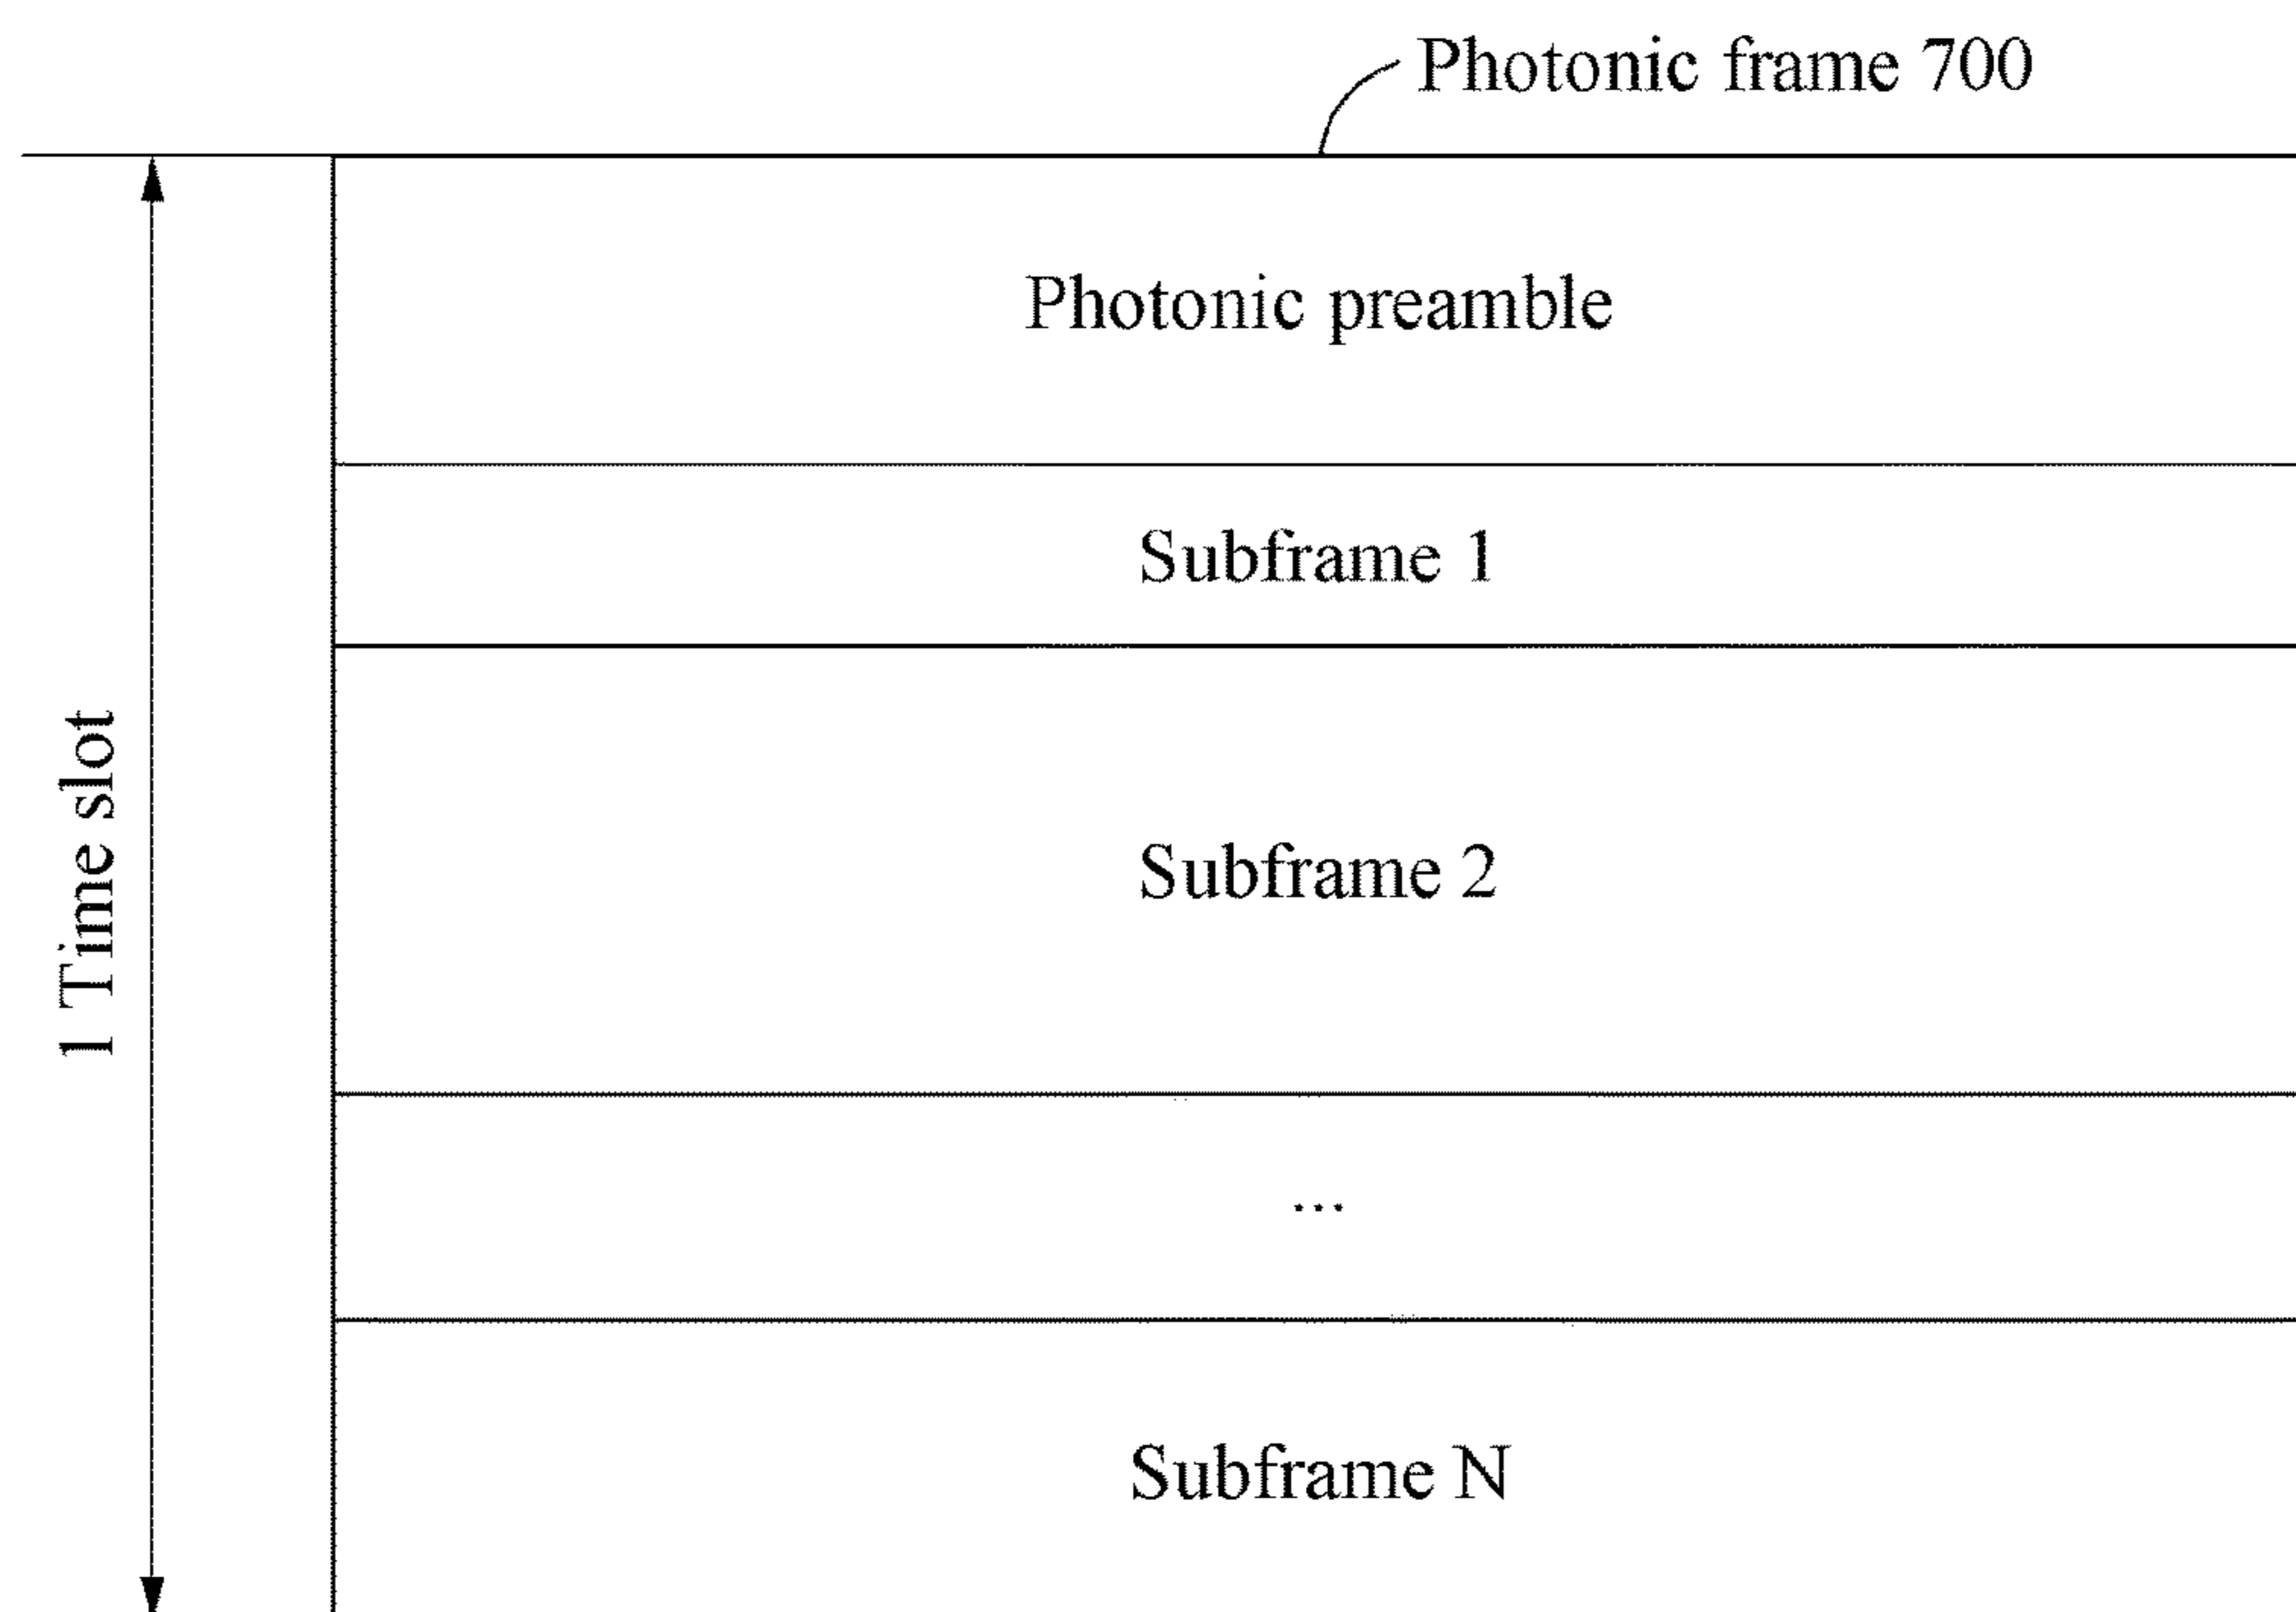 Photonic frame 700
Photonic preamble
Subframe 1
Subframe 2
...
Subframe N
1 Time slot